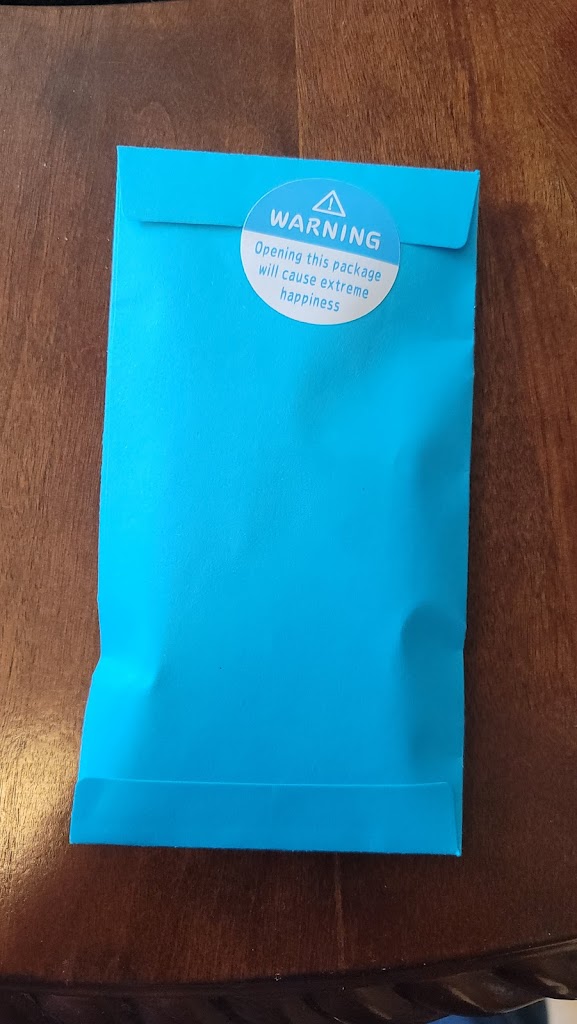 WARNING
Opening this package
will cause extreme
happiness